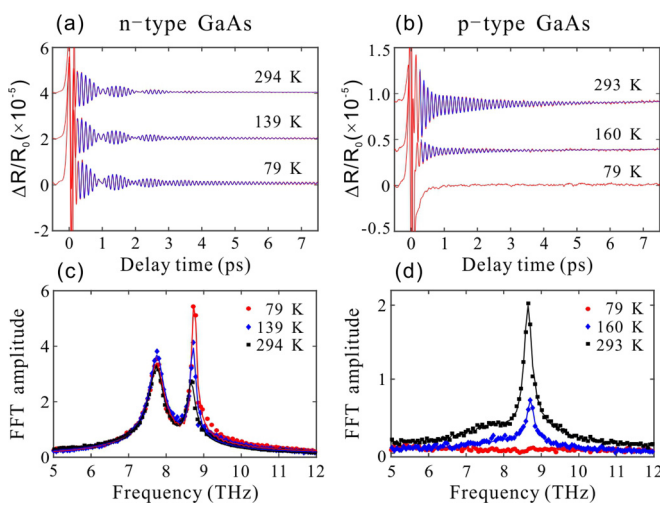 (a) n-type GaAs
(b) p-type GaAs
6
4
2
0
-2
ΔR/R₀(×10⁻⁵)
294 K
139 K
79 K
0 1 2 3 4 5 6 7
Delay time (ps)
1.5
1.0
0.5
0
-0.5
ΔR/R₀(×10⁻⁵)
293 K
160 K
79 K
0 1 2 3 4 5 6 7
Delay time (ps)
(c)
6
4
2
0
FFT amplitude
79 K
139 K
294 K
5 6 7 8 9 10 11 12
Frequency (THz)
(d)
2
1
0
FFT amplitude
79 K
160 K
293 K
5 6 7 8 9 10 11 12
Frequency (THz)